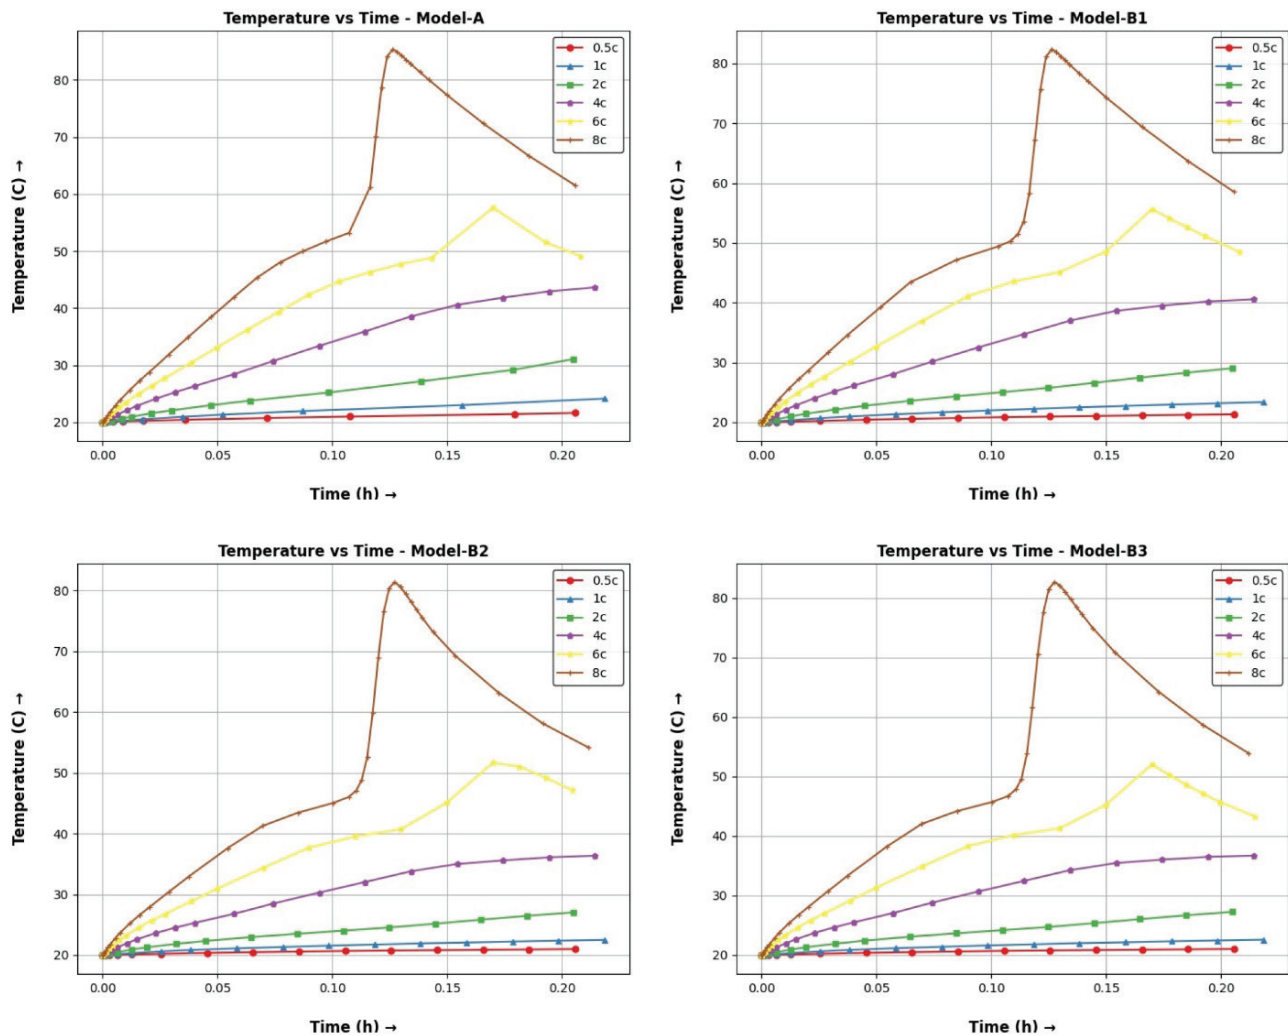 Temperature vs Time - Model-A
Temperature (C) →
80
70
60
50
40
30
20
0.00 0.05 0.10 0.15 0.20
Time (h) →
0.5c
1c
2c
4c
6c
8c
Temperature vs Time - Model-B1
Temperature (C) →
80
70
60
50
40
30
20
0.00 0.05 0.10 0.15 0.20
Time (h) →
0.5c
1c
2c
4c
6c
8c
Temperature vs Time - Model-B2
Temperature (C) →
80
70
60
50
40
30
20
0.00 0.05 0.10 0.15 0.20
Time (h) →
0.5c
1c
2c
4c
6c
8c
Temperature vs Time - Model-B3
Temperature (C) →
80
70
60
50
40
30
20
0.00 0.05 0.10 0.15 0.20
Time (h) →
0.5c
1c
2c
4c
6c
8c